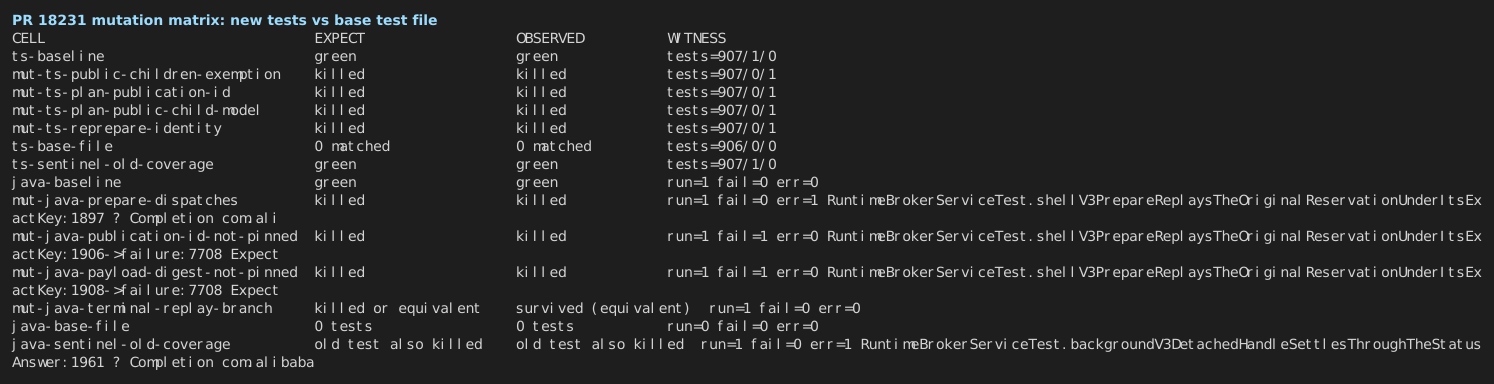 PR 18231 mutation matrix: new tests vs base test file
CELL EXPECT OBSERVED WITNESS
ts-baseline green green tests=907/1/0
mut-ts-public-children-exemption killed killed tests=907/0/1
mut-ts-plan-publication-id killed killed tests=907/0/1
mut-ts-plan-public-child-model killed killed tests=907/0/1
mut-ts-reprepare-identity killed killed tests=907/0/1
ts-base-file 0 matched 0 matched tests=906/0/0
ts-sentinel-old-coverage green green tests=907/1/0
java-baseline green green run=1 fail=0 err=0
mut-java-prepare-dispatches killed killed run=1 fail=0 err=1 RuntimeBrokerServiceTest.shellV3PrepareReplaysTheOriginalReservationUnderItsEx
actKey:1897 ? Completion com.ali
mut-java-publication-id-not-pinned killed killed run=1 fail=1 err=0 RuntimeBrokerServiceTest.shellV3PrepareReplaysTheOriginalReservationUnderItsEx
actKey:1906->failure:7708 Expect
mut-java-payload-digest-not-pinned killed killed run=1 fail=1 err=0 RuntimeBrokerServiceTest.shellV3PrepareReplaysTheOriginalReservationUnderItsEx
actKey:1908->failure:7708 Expect
mut-java-terminal-replay-branch killed or equivalent survived (equivalent) run=1 fail=0 err=0
java-base-file 0 tests 0 tests run=0 fail=0 err=0
java-sentinel-old-coverage old test also killed old test also killed run=1 fail=0 err=1 RuntimeBrokerServiceTest.backgroundV3DetachedHandleSettlesThroughTheStatus
Answer:1961 ? Completion com.alibaba